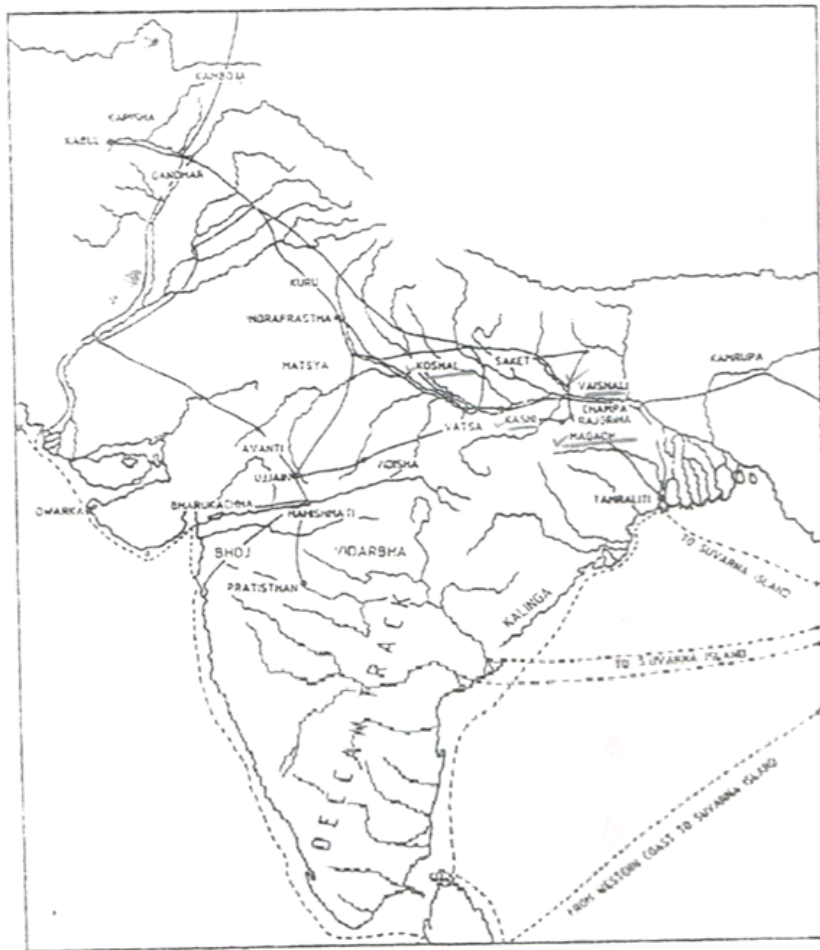 KAMBOJA
KAPISHA
KABUL
GANDHAR
KURU
INDRAPRASTHA
MATSYA
KOSHAL
SAKET
VAISHALI
KAMRUPA
CHAMPA
VATSA
KASHI
RAJGRIHA
MAGADH
AVANTI
UJJAIN
VIDISHA
DWARKA
BHARUKACHHA
MAHISHMATI
TAMRALITI
BHOJ
VIDARBHA
PRATISTHAN
KALINGA
TO SUVARNA ISLAND
TO SUVARNA ISLAND
DECCAN TRACK
FROM WESTERN COAST TO SUVARNA ISLAND